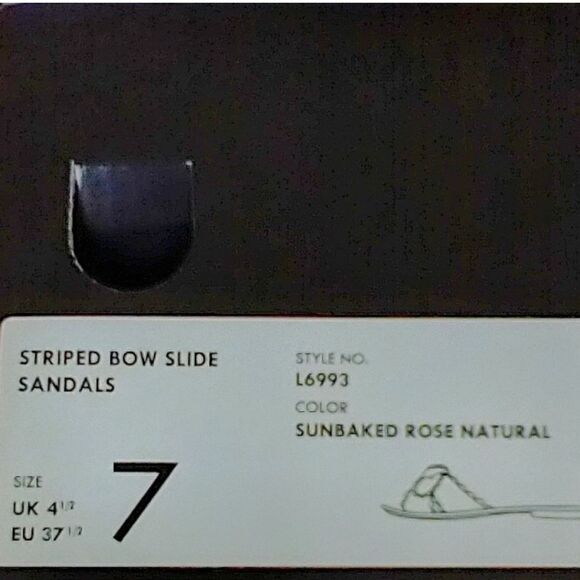 STRIPED BOW SLIDE
SANDALS
STYLE NO.
L6993
COLOR
SUNBAKED ROSE NATURAL
SIZE
UK 4 1/2
EU 37 1/2
7